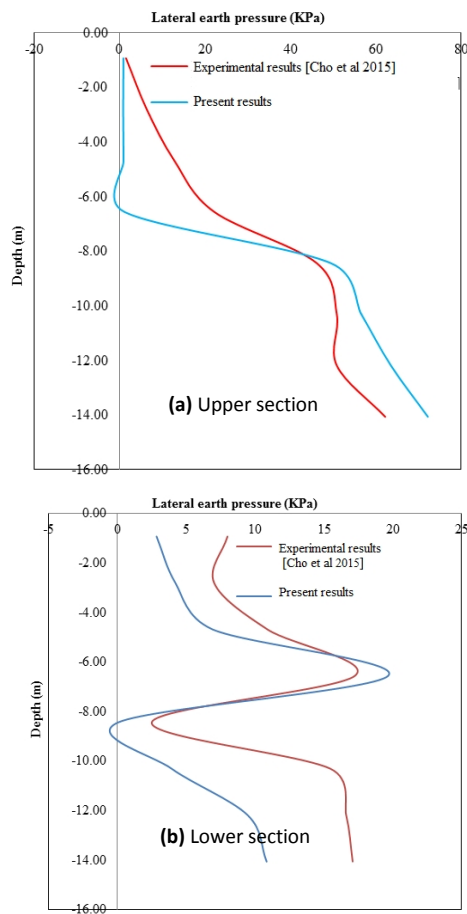 Lateral earth pressure (KPa)
-20 0 20 40 60 80
0.00
Experimental results [Cho et al 2015]
-2.00
Present results
-4.00
-6.00
-8.00
-10.00
-12.00
-14.00
-16.00
Depth (m)
(a) Upper section
Lateral earth pressure (KPa)
-5 0 5 10 15 20 25
0.00
Experimental results
[Cho et al 2015]
-2.00
Present results
-4.00
-6.00
-8.00
-10.00
-12.00
-14.00
-16.00
Depth (m)
(b) Lower section